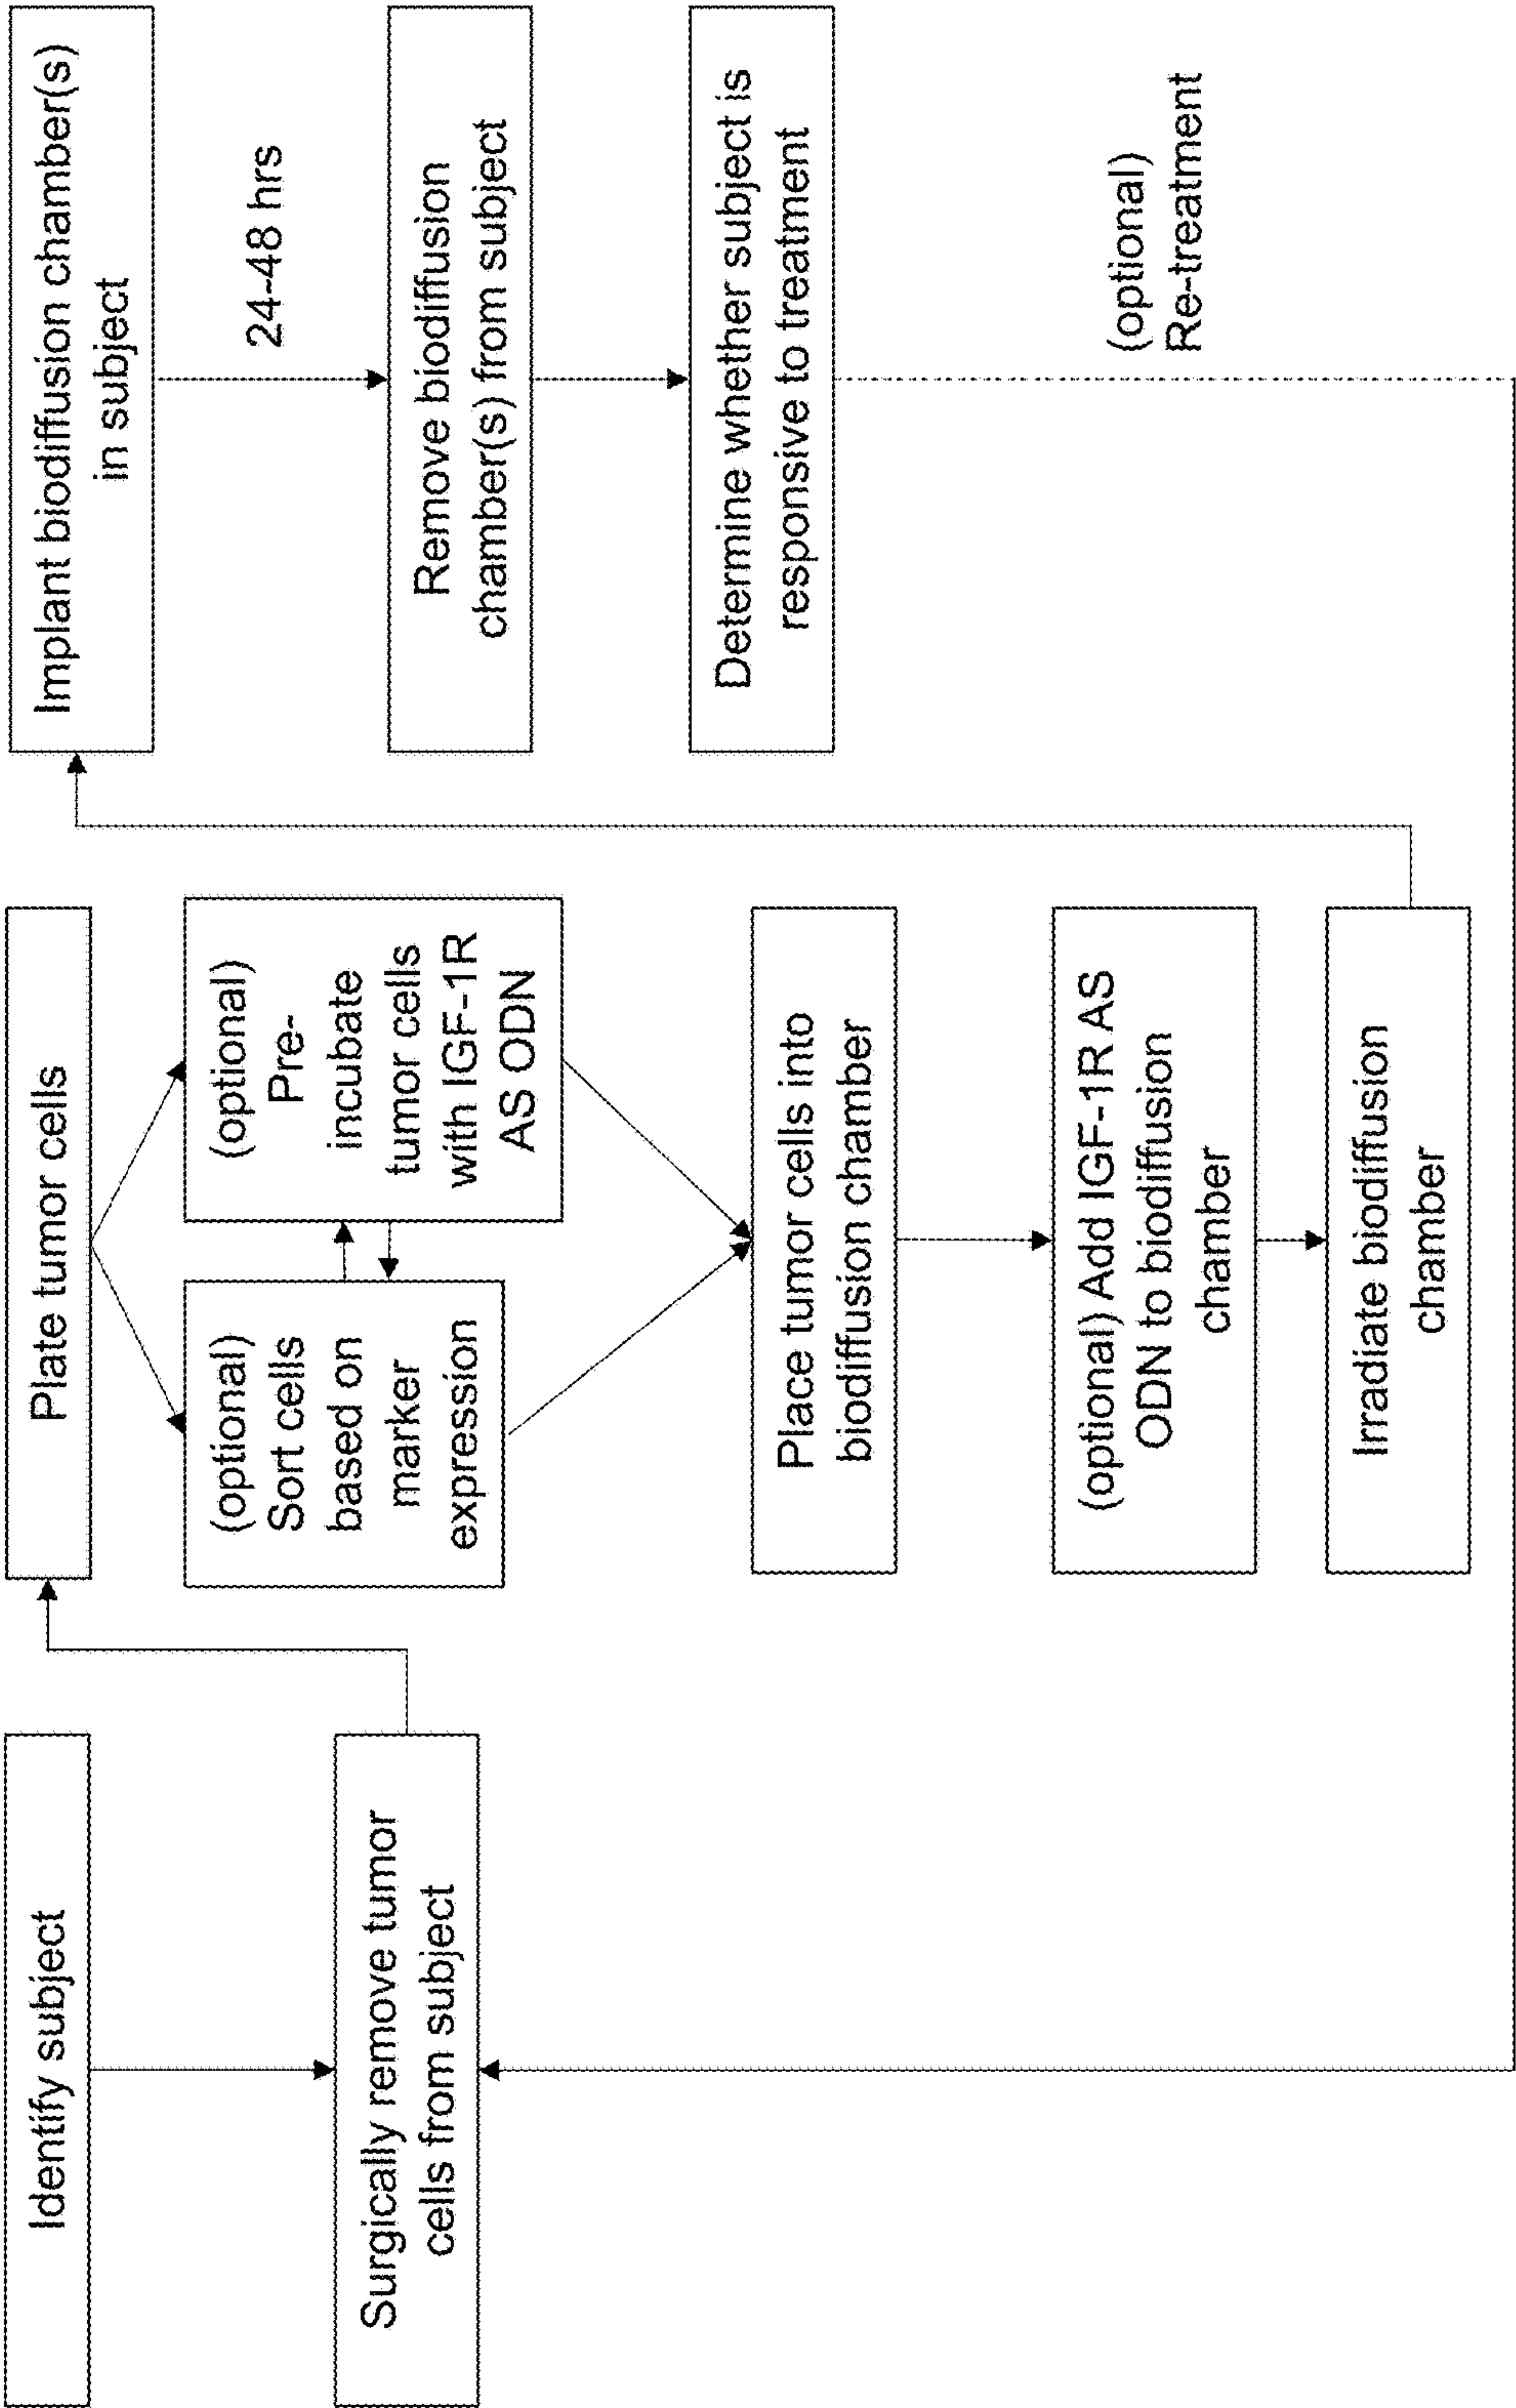 Identify subject
Surgically remove tumor
cells from subject
Plate tumor cells
(optional)
Sort cells
based on
marker
expression
(optional)
Pre-
incubate
tumor cells
with IGF-1R
AS ODN
Place tumor cells into
biodiffusion chamber
(optional) Add IGF-1R AS
ODN to biodiffusion
chamber
Irradiate biodiffusion
chamber
Implant biodiffusion chamber(s)
in subject
24-48 hrs
Remove biodiffusion
chamber(s) from subject
Determine whether subject is
responsive to treatment
(optional)
Re-treatment